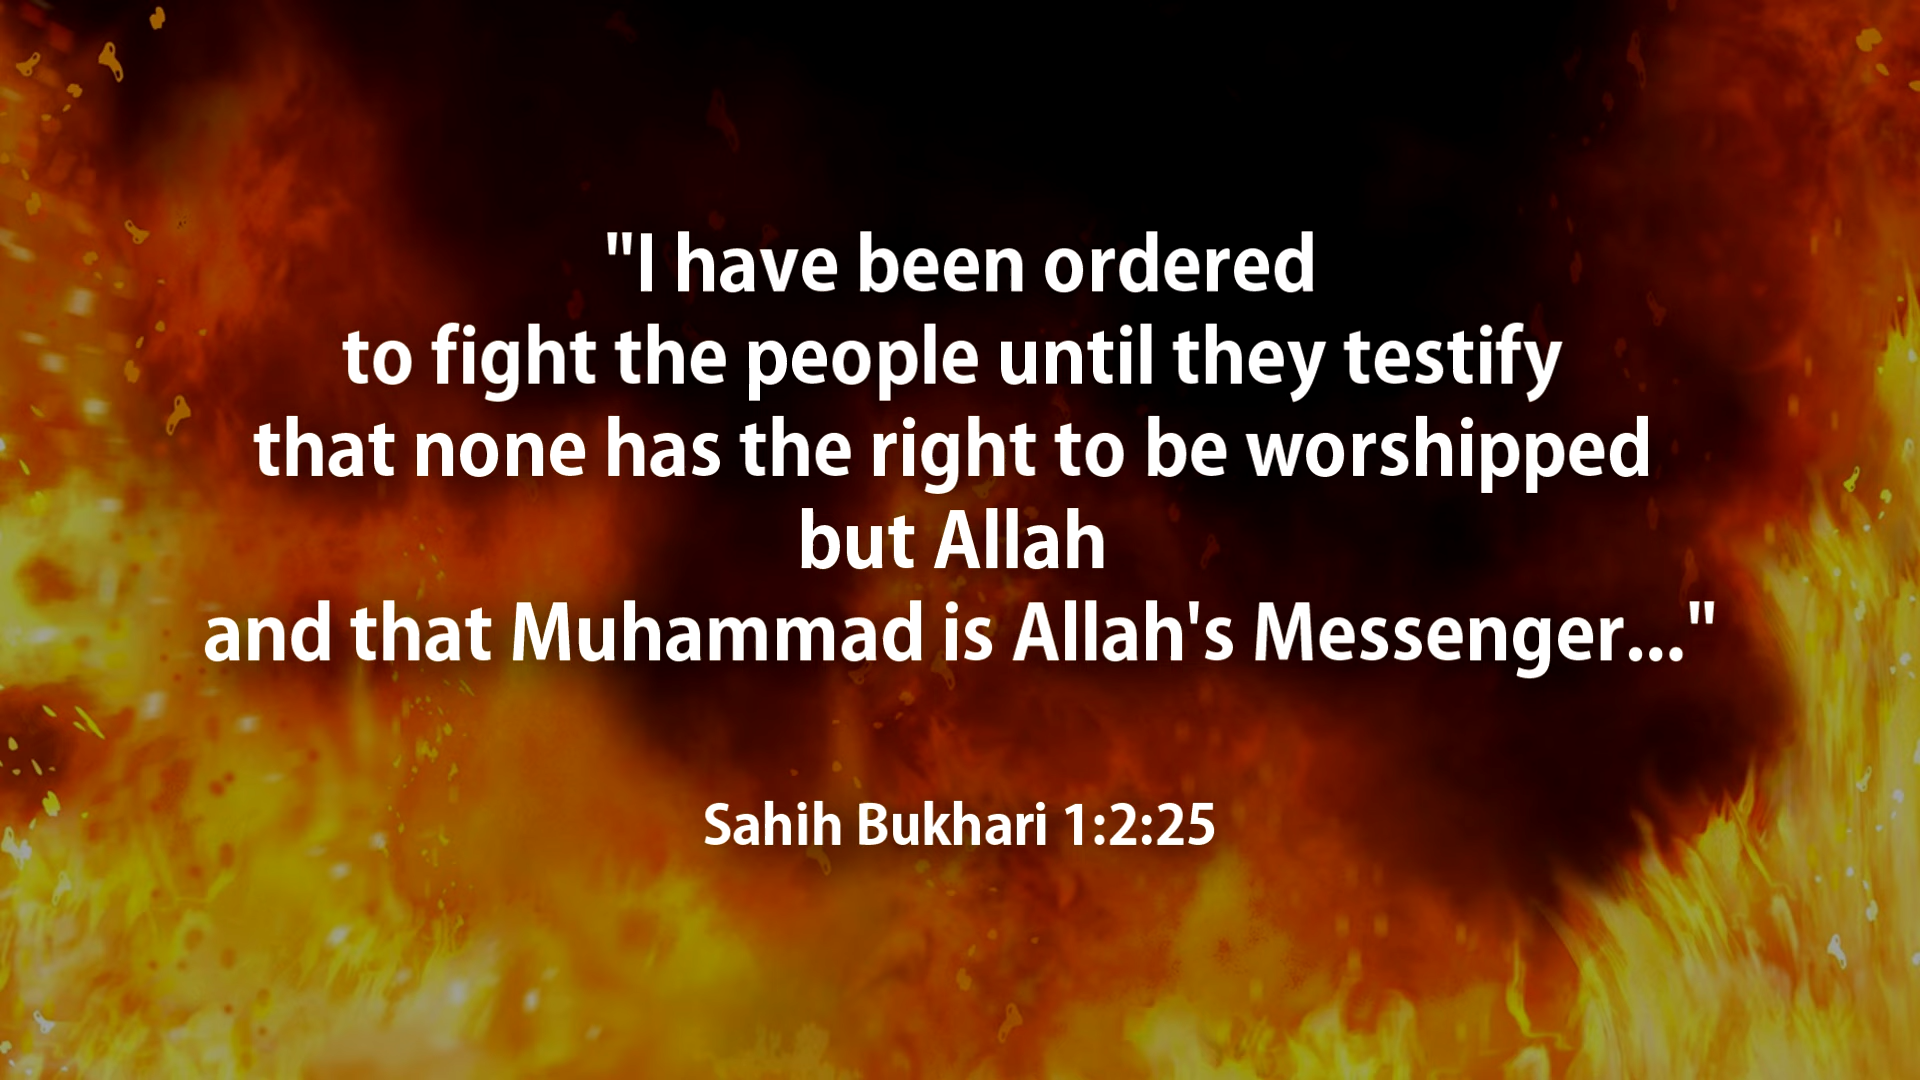 "I have been ordered
to fight the people until they testify
that none has the right to be worshipped
but Allah
and that Muhammad is Allah's Messenger..."
Sahih Bukhari 1:2:25